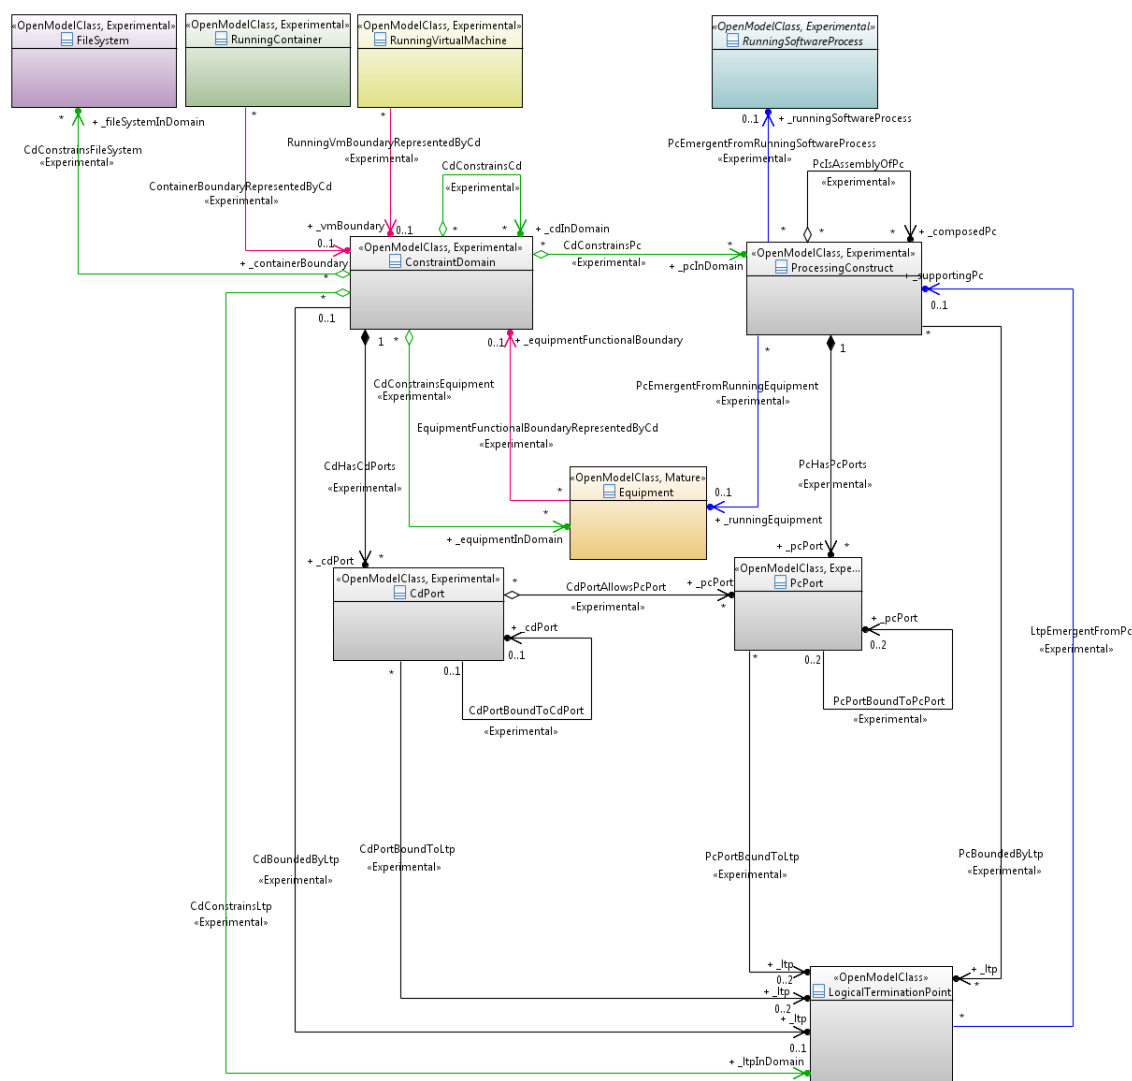 «OpenModelClass, Experimental»
FileSystem
«OpenModelClass, Experimental»
RunningContainer
«OpenModelClass, Experimental»
RunningVirtualMachine
«OpenModelClass, Experimental»
RunningSoftwareProcess
*
+ _fileSystemInDomain
CdConstrainsFileSystem
«Experimental»
*
ContainerBoundaryRepresentedByCd
«Experimental»
*
RunningVmBoundaryRepresentedByCd
«Experimental»
0..1
+ _runningSoftwareProcess
PcEmergentFromRunningSoftwareProcess
«Experimental»
CdConstrainsCd
«Experimental»
PcIsAssemblyOfPc
«Experimental»
+ _vmBoundary
0..1
*
*
+ _cdInDomain
0..1
+ _containerBoundary
*
CdConstrainsPc
«Experimental»
*
+ _pcInDomain
*
*
*
+ _composedPc
«OpenModelClass, Experimental»
ConstraintDomain
«OpenModelClass, Experimental»
ProcessingConstruct
+ _supportingPc
0..1
*
*
0..1
1
*
0..1
+ _equipmentFunctionalBoundary
*
1
*
CdConstrainsEquipment
«Experimental»
PcEmergentFromRunningEquipment
«Experimental»
EquipmentFunctionalBoundaryRepresentedByCd
«Experimental»
CdHasCdPorts
«Experimental»
PcHasPcPorts
«Experimental»
«OpenModelClass, Mature»
Equipment
*
*
+ _equipmentInDomain
0..1
+ _runningEquipment
+ _cdPort
*
+ _pcPort
*
«OpenModelClass, Experimental»
CdPort
*
CdPortAllowsPcPort
«Experimental»
+ _pcPort
*
«OpenModelClass, Expe...
PcPort
+ _cdPort
0..1
+ _pcPort
0..2
LtpEmergentFromPc
«Experimental»
*
0..1
CdPortBoundToCdPort
«Experimental»
*
0..2
PcPortBoundToPcPort
«Experimental»
CdBoundedByLtp
«Experimental»
CdPortBoundToLtp
«Experimental»
PcPortBoundToLtp
«Experimental»
PcBoundedByLtp
«Experimental»
CdConstrainsLtp
«Experimental»
+ _ltp
0..2
+ _ltp
0..2
+ _ltp
0..1
+ _ltpInDomain
«OpenModelClass»
LogicalTerminationPoint
+ _ltp
*
*